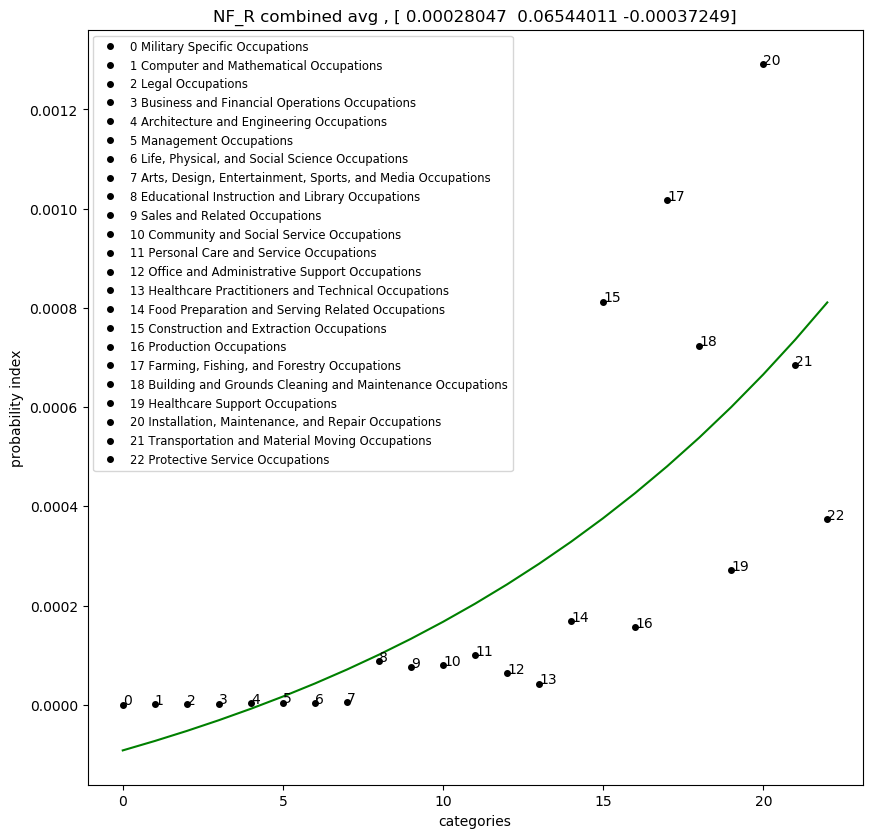 NF_R combined avg , [ 0.00028047  0.06544011 -0.00037249]
0 Military Specific Occupations
1 Computer and Mathematical Occupations
2 Legal Occupations
3 Business and Financial Operations Occupations
4 Architecture and Engineering Occupations
5 Management Occupations
6 Life, Physical, and Social Science Occupations
7 Arts, Design, Entertainment, Sports, and Media Occupations
8 Educational Instruction and Library Occupations
9 Sales and Related Occupations
10 Community and Social Service Occupations
11 Personal Care and Service Occupations
12 Office and Administrative Support Occupations
13 Healthcare Practitioners and Technical Occupations
14 Food Preparation and Serving Related Occupations
15 Construction and Extraction Occupations
16 Production Occupations
17 Farming, Fishing, and Forestry Occupations
18 Building and Grounds Cleaning and Maintenance Occupations
19 Healthcare Support Occupations
20 Installation, Maintenance, and Repair Occupations
21 Transportation and Material Moving Occupations
22 Protective Service Occupations
probability index
0.0012
0.0010
0.0008
0.0006
0.0004
0.0002
0.0000
0
1
2
3
4
5
6
7
8
9
10
11
12
13
14
15
16
17
18
19
20
21
22
0
5
10
15
20
categories